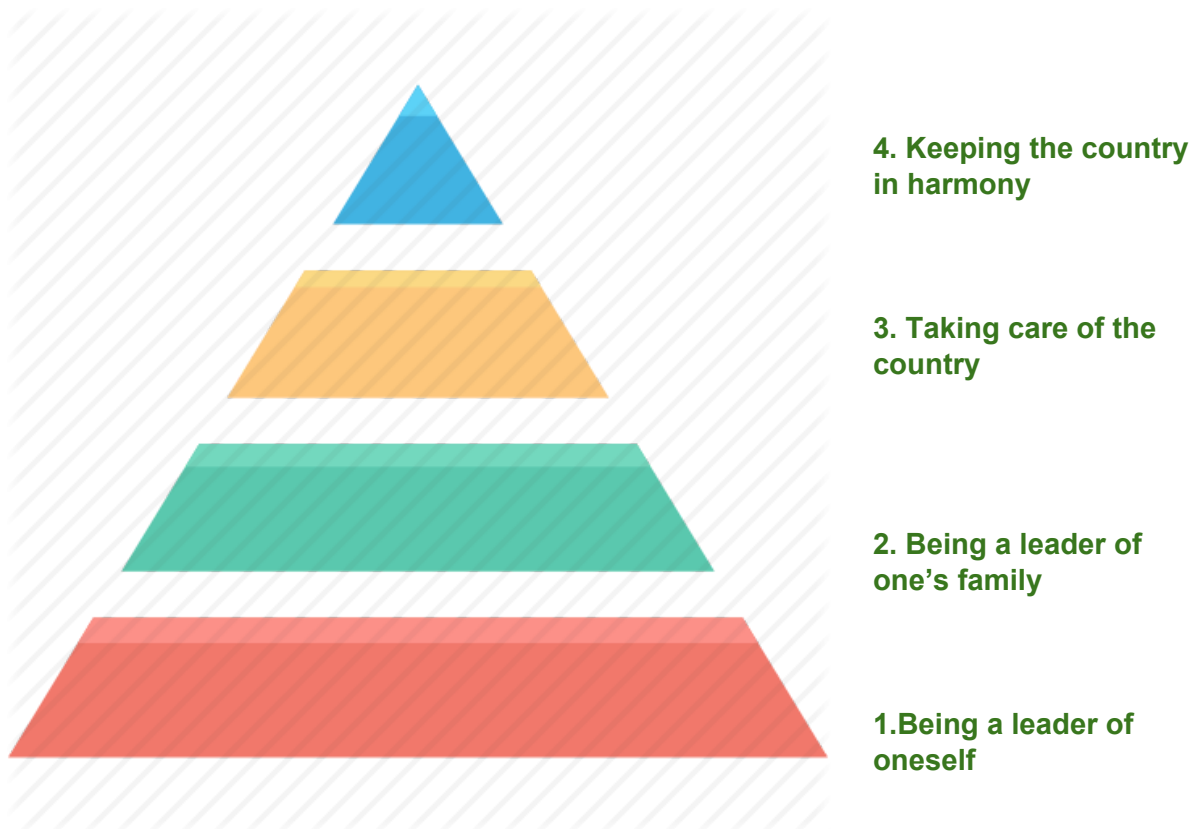 4. Keeping the country
in harmony
3. Taking care of the
country
2. Being a leader of
one’s family
1.Being a leader of
oneself